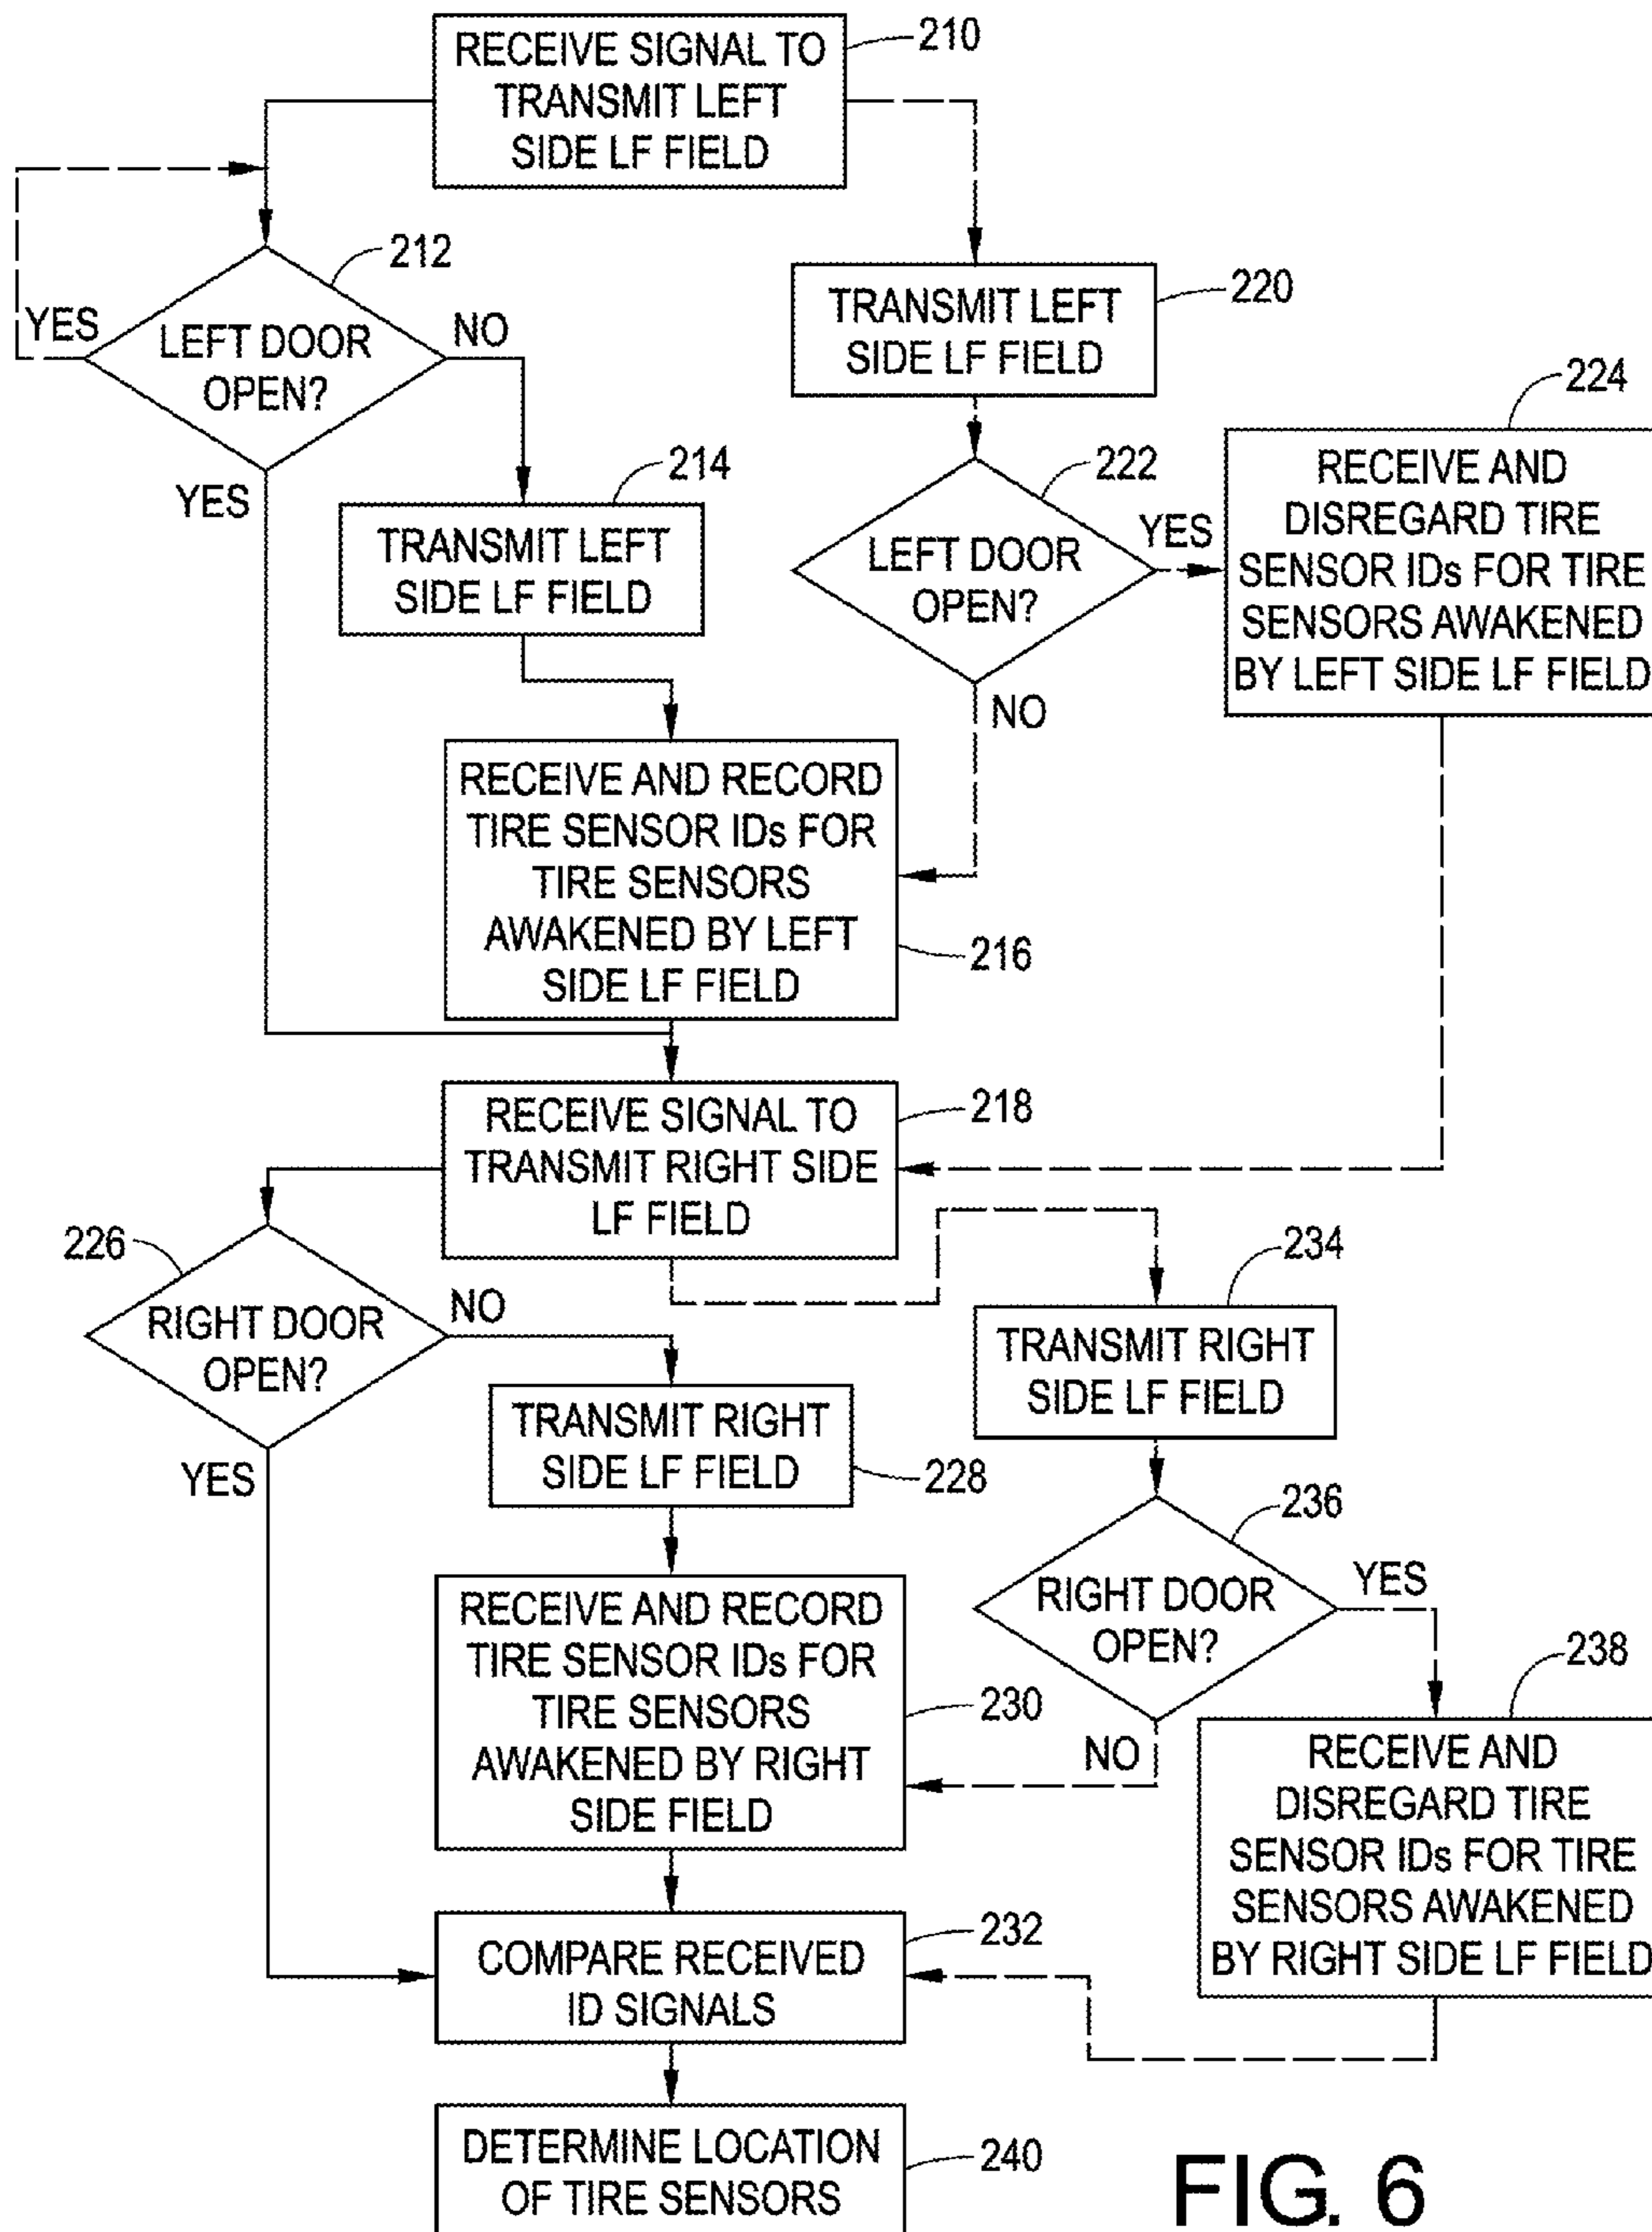 RECEIVE SIGNAL TO
TRANSMIT LEFT
SIDE LF FIELD
210
212
LEFT DOOR
OPEN?
YES
NO
YES
TRANSMIT LEFT
SIDE LF FIELD
220
214
TRANSMIT LEFT
SIDE LF FIELD
222
LEFT DOOR
OPEN?
YES
NO
224
RECEIVE AND
DISREGARD TIRE
SENSOR IDs FOR TIRE
SENSORS AWAKENED
BY LEFT SIDE LF FIELD
RECEIVE AND RECORD
TIRE SENSOR IDs FOR
TIRE SENSORS
AWAKENED BY LEFT
SIDE LF FIELD
216
RECEIVE SIGNAL TO
TRANSMIT RIGHT SIDE
LF FIELD
218
226
RIGHT DOOR
OPEN?
NO
YES
TRANSMIT RIGHT
SIDE LF FIELD
228
234
TRANSMIT RIGHT
SIDE LF FIELD
236
RIGHT DOOR
OPEN?
YES
NO
RECEIVE AND RECORD
TIRE SENSOR IDs FOR
TIRE SENSORS
AWAKENED BY RIGHT
SIDE FIELD
230
238
RECEIVE AND
DISREGARD TIRE
SENSOR IDs FOR TIRE
SENSORS AWAKENED
BY RIGHT SIDE LF FIELD
COMPARE RECEIVED
ID SIGNALS
232
DETERMINE LOCATION
OF TIRE SENSORS
240
FIG. 6